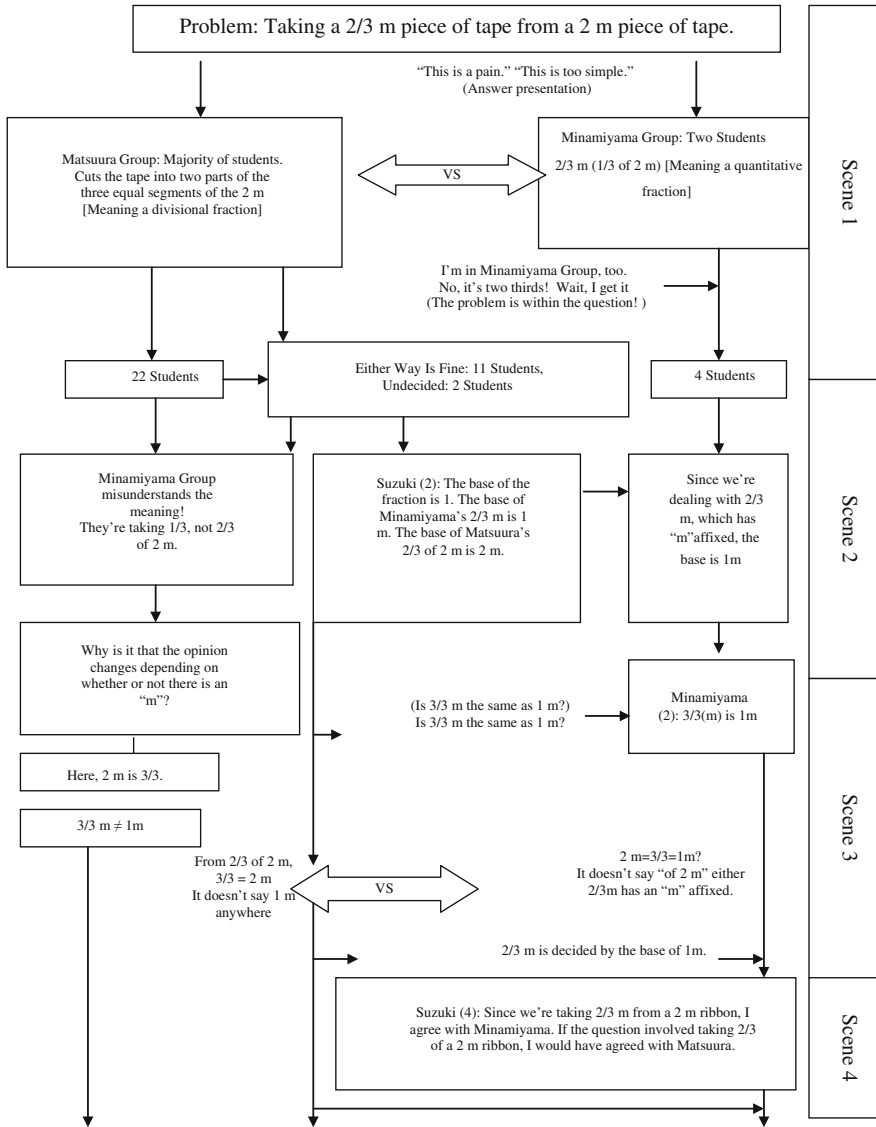 Problem: Taking a 2/3 m piece of tape from a 2 m piece of tape.
“This is a pain.” “This is too simple.”
(Answer presentation)
Matsuura Group: Majority of students.
Cuts the tape into two parts of the
three equal segments of the 2 m
[Meaning a divisional fraction]
VS
Minamiyama Group: Two Students
2/3 m (1/3 of 2 m) [Meaning a quantitative
fraction]
Scene 1
I’m in Minamiyama Group, too.
No, it’s two thirds! Wait, I get it
(The problem is within the question! )
22 Students
Either Way Is Fine: 11 Students,
Undecided: 2 Students
4 Students
Minamiyama Group
misunderstands the
meaning!
They’re taking 1/3, not 2/3
of 2 m.
Suzuki (2): The base of the
fraction is 1. The base of
Minamiyama’s 2/3 m is 1
m. The base of Matsuura’s
2/3 of 2 m is 2 m.
Since we’re
dealing with 2/3
m, which has
“m”affixed, the
base is 1m
Scene 2
Why is it that the opinion
changes depending on
whether or not there is an
“m”?
(Is 3/3 m the same as 1 m?)
Is 3/3 m the same as 1 m?
Minamiyama
(2): 3/3(m) is 1m
Here, 2 m is 3/3.
3/3 m ≠ 1m
From 2/3 of 2 m,
3/3 = 2 m
It doesn’t say 1 m
anywhere
VS
2 m=3/3=1m?
It doesn’t say “of 2 m” either
2/3m has an “m” affixed.
Scene 3
2/3 m is decided by the base of 1m.
Suzuki (4): Since we’re taking 2/3 m from a 2 m ribbon, I
agree with Minamiyama. If the question involved taking 2/3
of a 2 m ribbon, I would have agreed with Matsuura.
Scene 4